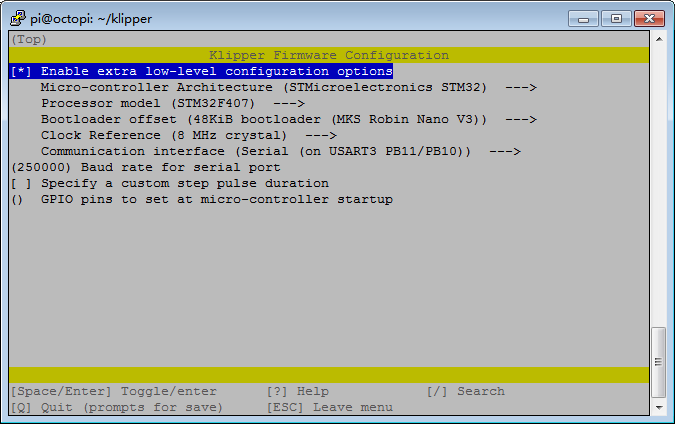 pi@octopi: ~/klipper
(Top)
Klipper Firmware Configuration
[*] Enable extra low-level configuration options
Micro-controller Architecture (STMicroelectronics STM32)  --->
Processor model (STM32F407)  --->
Bootloader offset (48KiB bootloader (MKS Robin Nano V3))  --->
Clock Reference (8 MHz crystal)  --->
Communication interface (Serial (on USART3 PB11/PB10))  --->
(250000) Baud rate for serial port
[ ] Specify a custom step pulse duration
()  GPIO pins to set at micro-controller startup
[Space/Enter] Toggle/enter [?] Help [/] Search
[Q] Quit (prompts for save) [ESC] Leave menu